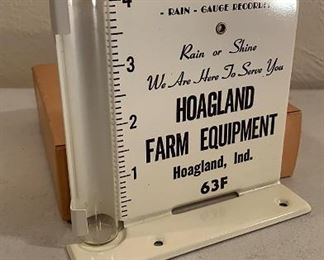 - RAIN - GAUGE RECORDER
Rain or Shine
We Are Here To Serve You
HOAGLAND
FARM EQUIPMENT
Hoagland, Ind.
63F
4
3
2
1